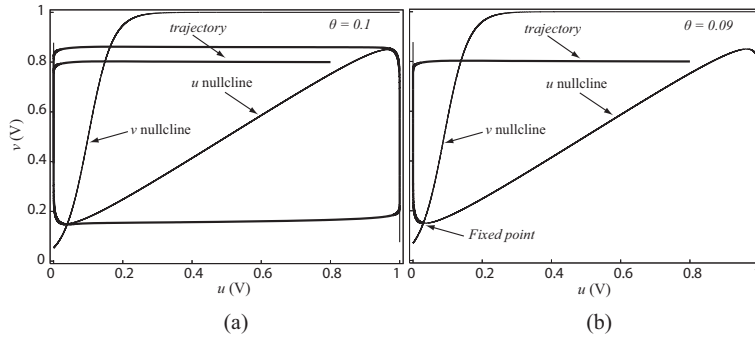 1
θ = 0.1
trajectory
0.8
u nullcline
0.6
v (V)
v nullcline
0.4
0.2
0
0.2
0.4
0.6
0.8
1
u (V)
(a)
θ = 0.09
trajectory
u nullcline
v nullcline
Fixed point
0
0.2
0.4
0.6
0.8
u (V)
(b)